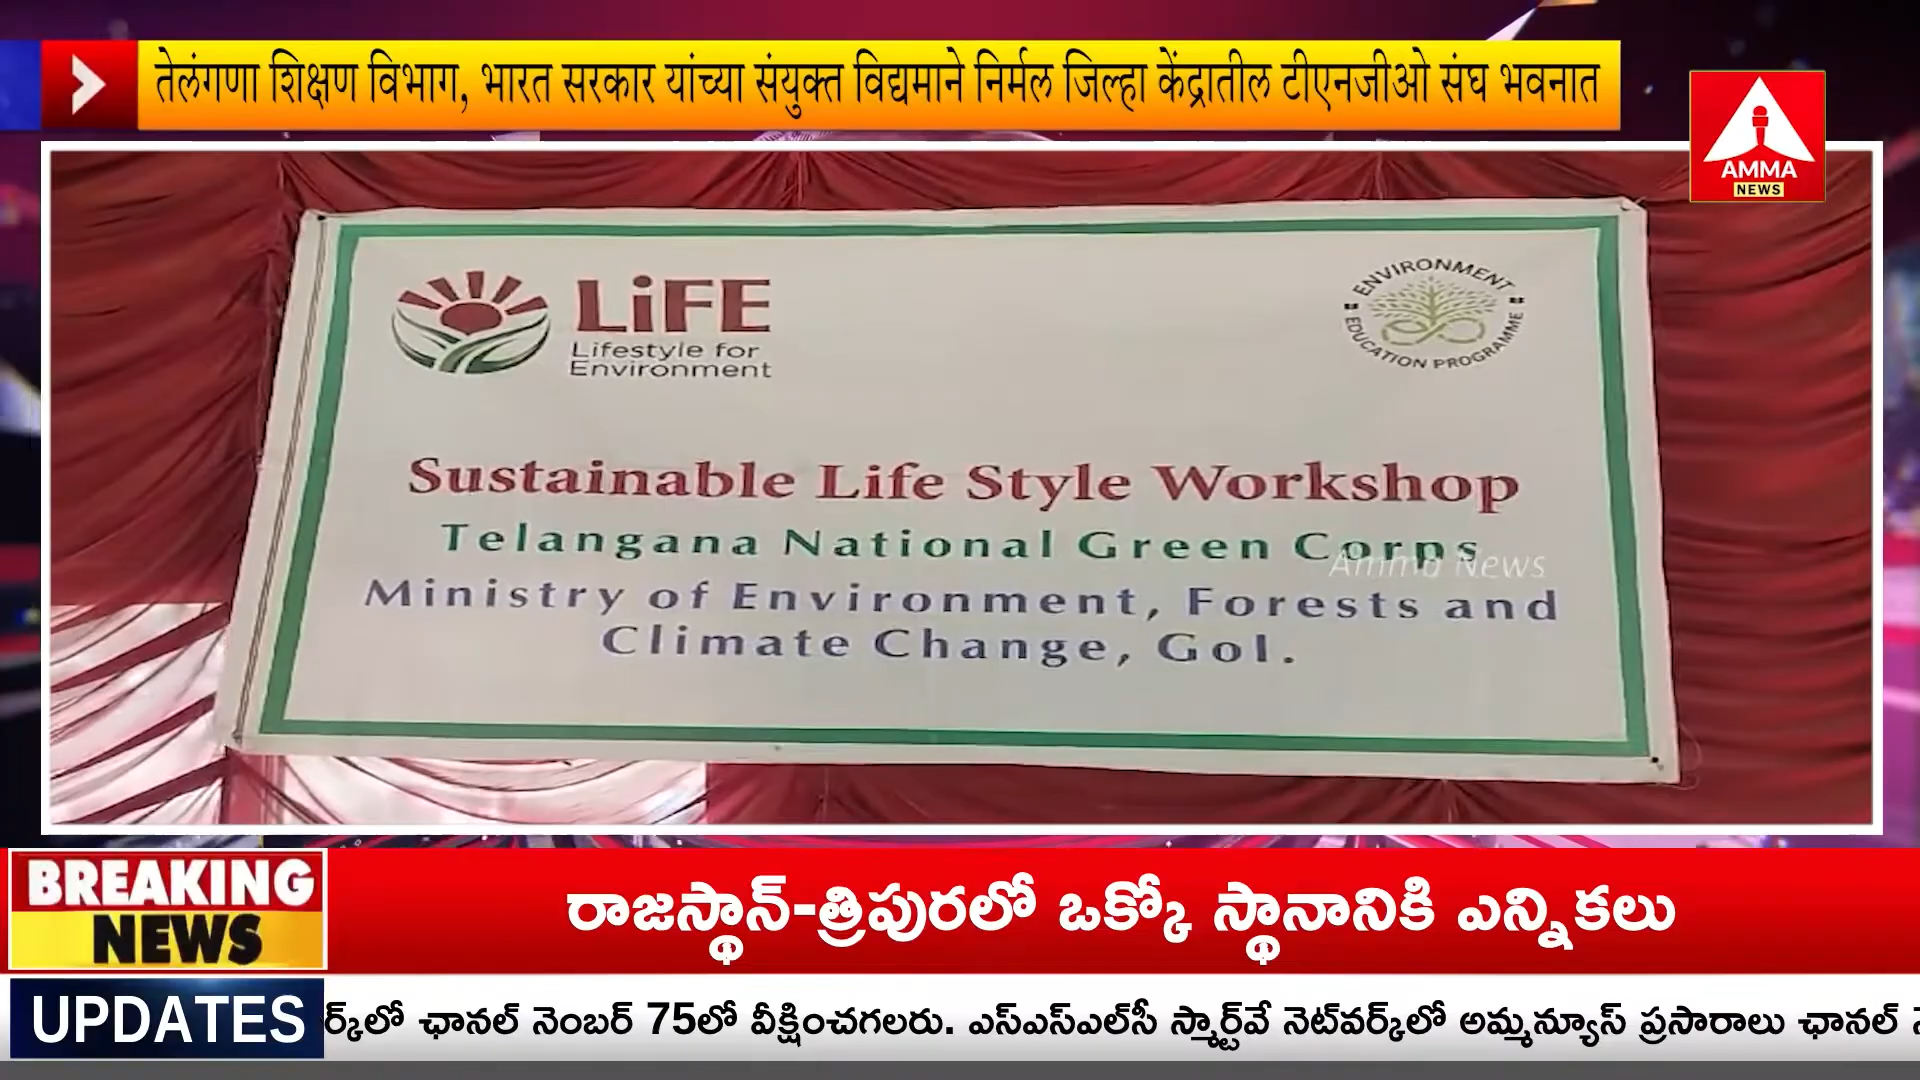 तेलंगणा शिक्षण विभाग, भारत सरकार यांच्या संयुक्त विद्यमाने निर्मल जिल्हा केंद्रातील टीएनजीओ संघ भवनात
AMMA
NEWS
LiFE
Lifestyle for
Environment
ENVIRONMENT
EDUCATION PROGRAMME
Sustainable Life Style Workshop
Telangana National Green Corps
Amma News
Ministry of Environment, Forests and
Climate Change, GoI.
BREAKING
NEWS
రాజస్థాన్-త్రిపురలో ఒక్కో స్థానానికి ఎన్నికలు
UPDATES
ర్క్‌లో ఛానల్ నెంబర్ 75లో వీక్షించగలరు. ఎస్ఎస్ఎల్‌సీ స్మార్ట్‌వే నెట్‌వర్క్‌లో అమ్మన్యూస్ ప్రసారాలు ఛానల్